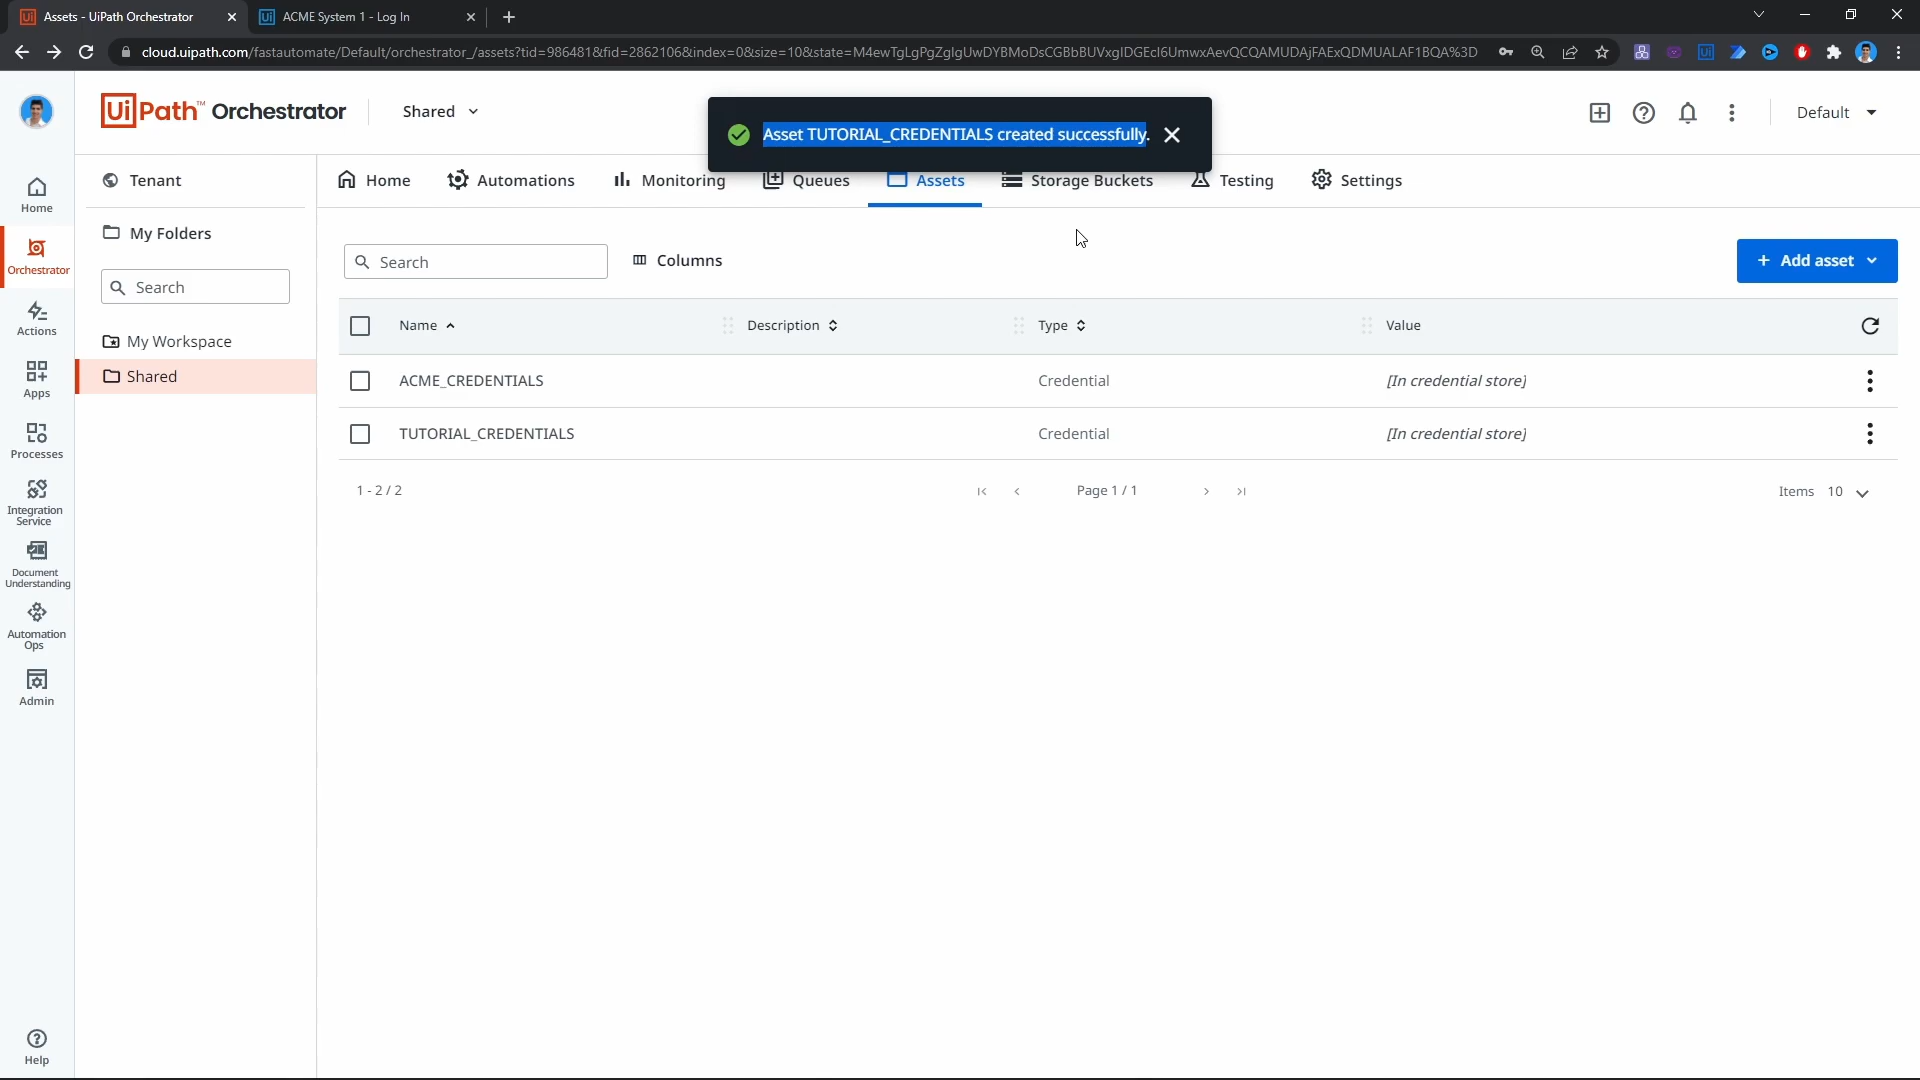 Assets - UiPath Orchestrator
ACME System 1 - Log In
cloud.uipath.com/fastautomate/Default/orchestrator_/assets?tid=986481&fid=2862106&index=0&size=10&state=M4ewTgLgPgZglgUwDYBMoDsCGBbBUVxgIDGEcI6UmwxAevQCQAMUDAjFAExQDMUALAF1BQA%3D
UiPath™ Orchestrator
Shared
Asset TUTORIAL_CREDENTIALS created successfully.
Default
Tenant
Home
Automations
Monitoring
Queues
Assets
Storage Buckets
Testing
Settings
My Folders
Search
My Workspace
Shared
Home
Orchestrator
Actions
Apps
Processes
Integration
Service
Document
Understanding
Automation
Ops
Admin
Help
Search
Columns
+ Add asset
Name
Description
Type
Value
ACME_CREDENTIALS
Credential
[In credential store]
TUTORIAL_CREDENTIALS
Credential
[In credential store]
1 - 2 / 2
Page 1 / 1
Items 10